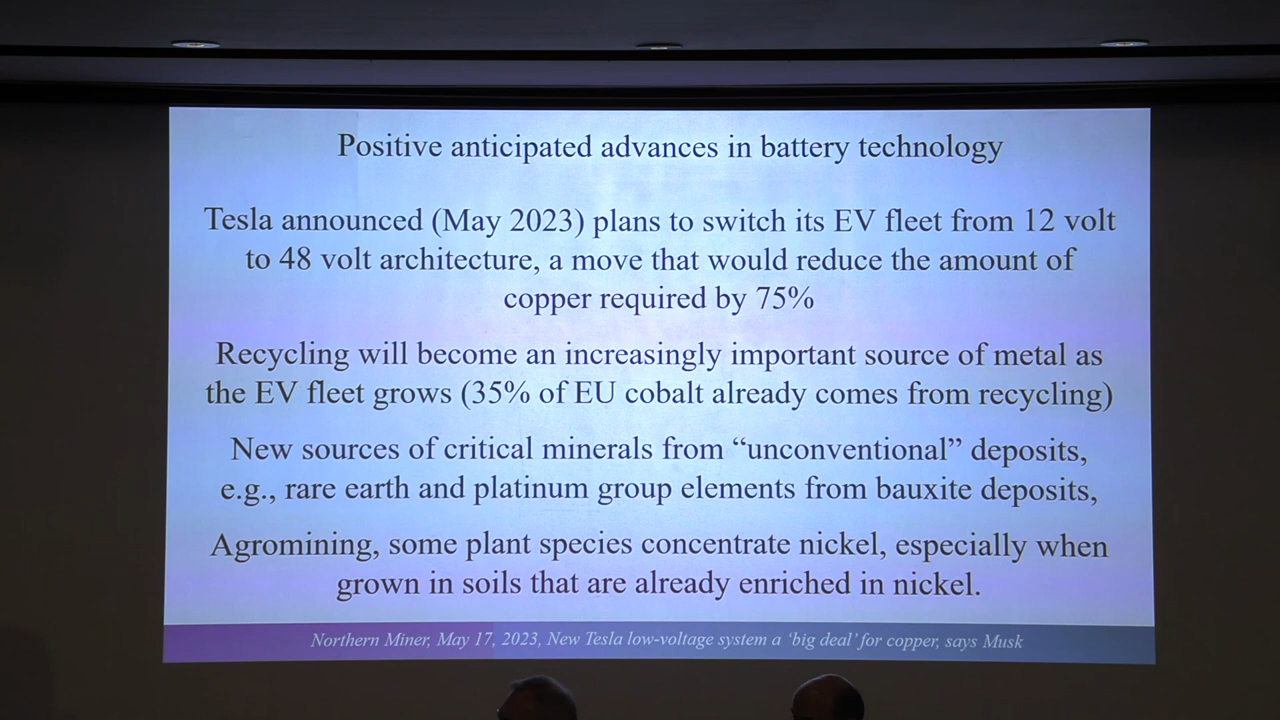 Positive anticipated advances in battery technology
Tesla announced (May 2023) plans to switch its EV fleet from 12 volt
to 48 volt architecture, a move that would reduce the amount of
copper required by 75%
Recycling will become an increasingly important source of metal as
the EV fleet grows (35% of EU cobalt already comes from recycling)
New sources of critical minerals from “unconventional” deposits,
e.g., rare earth and platinum group elements from bauxite deposits,
Agromining, some plant species concentrate nickel, especially when
grown in soils that are already enriched in nickel.
Northern Miner, May 17, 2023, New Tesla low-voltage system a ‘big deal’ for copper, says Musk